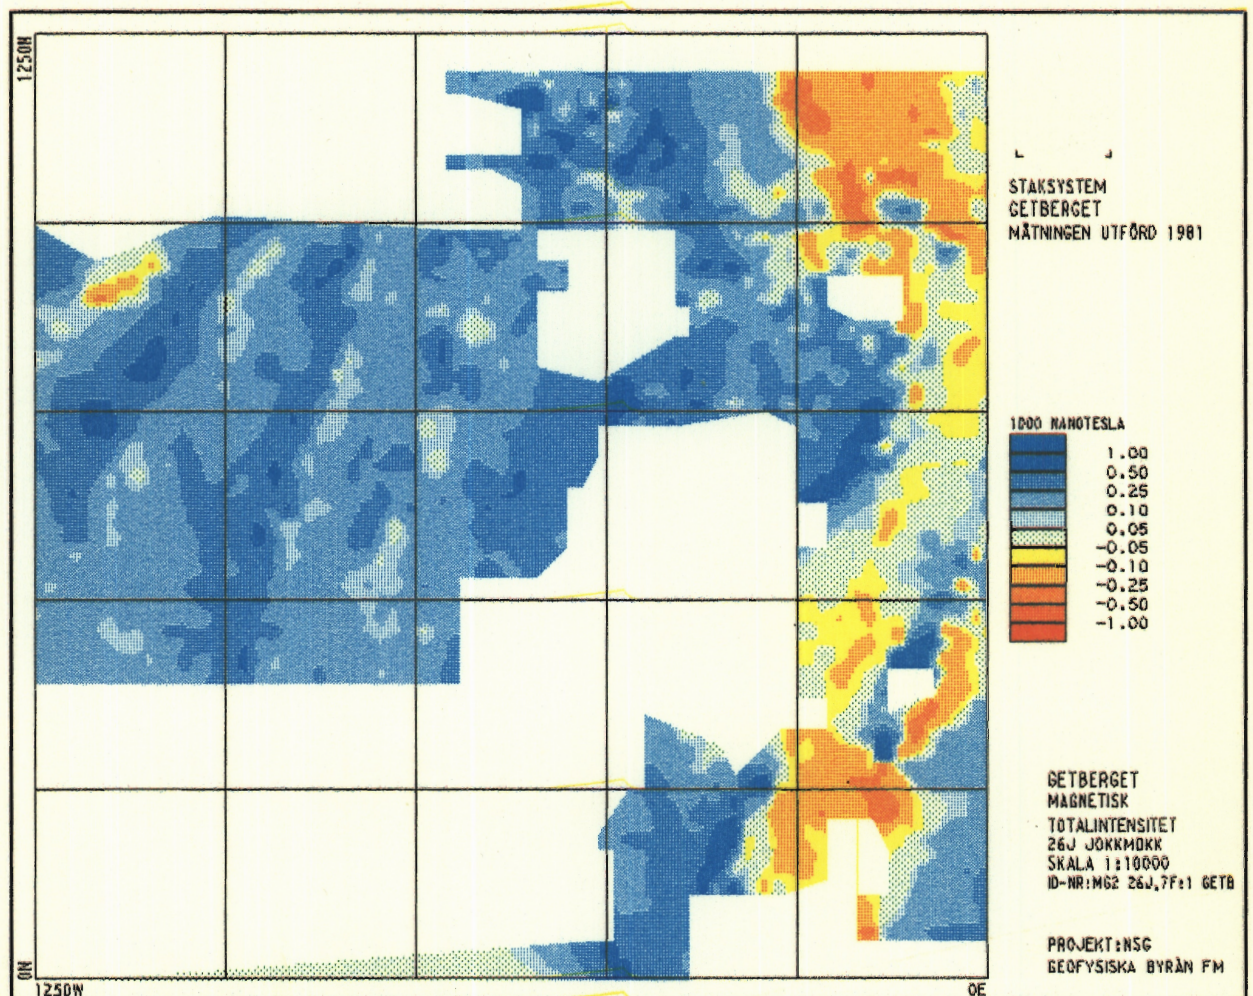 1250N
STAKSYSTEM
GETBERGET
MÄTNINGEN UTFÖRD 1981
1000 NANOTESLA
1.00
0.50
0.25
0.10
0.05
-0.05
-0.10
-0.25
-0.50
-1.00
GETBERGET
MAGNETISK
TOTALINTENSITET
26J JOKKMOKK
SKALA 1:10000
ID-NR:MG2 26J,7F:1 GETB
PROJEKT:NSG
GEOFYSISKA BYRÅN FM
0N
1250W
0E